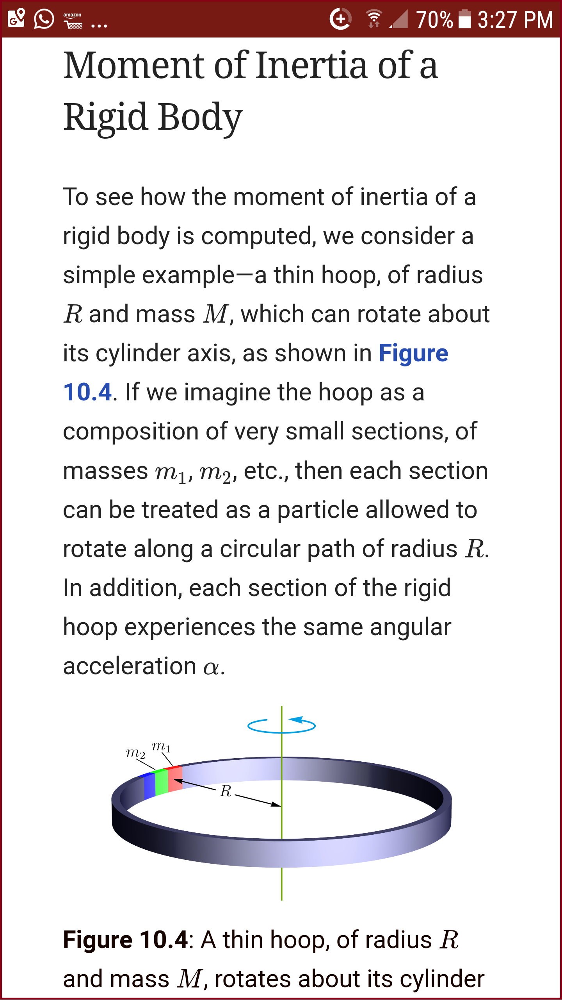 amazon
G
... 70% 3:27 PM
Moment of Inertia of a
Rigid Body
To see how the moment of inertia of a
rigid body is computed, we consider a
simple example—a thin hoop, of radius
R and mass M, which can rotate about
its cylinder axis, as shown in Figure
10.4. If we imagine the hoop as a
composition of very small sections, of
masses m₁, m₂, etc., then each section
can be treated as a particle allowed to
rotate along a circular path of radius R.
In addition, each section of the rigid
hoop experiences the same angular
acceleration α.
m₂ m₁
R
Figure 10.4: A thin hoop, of radius R
and mass M, rotates about its cylinder